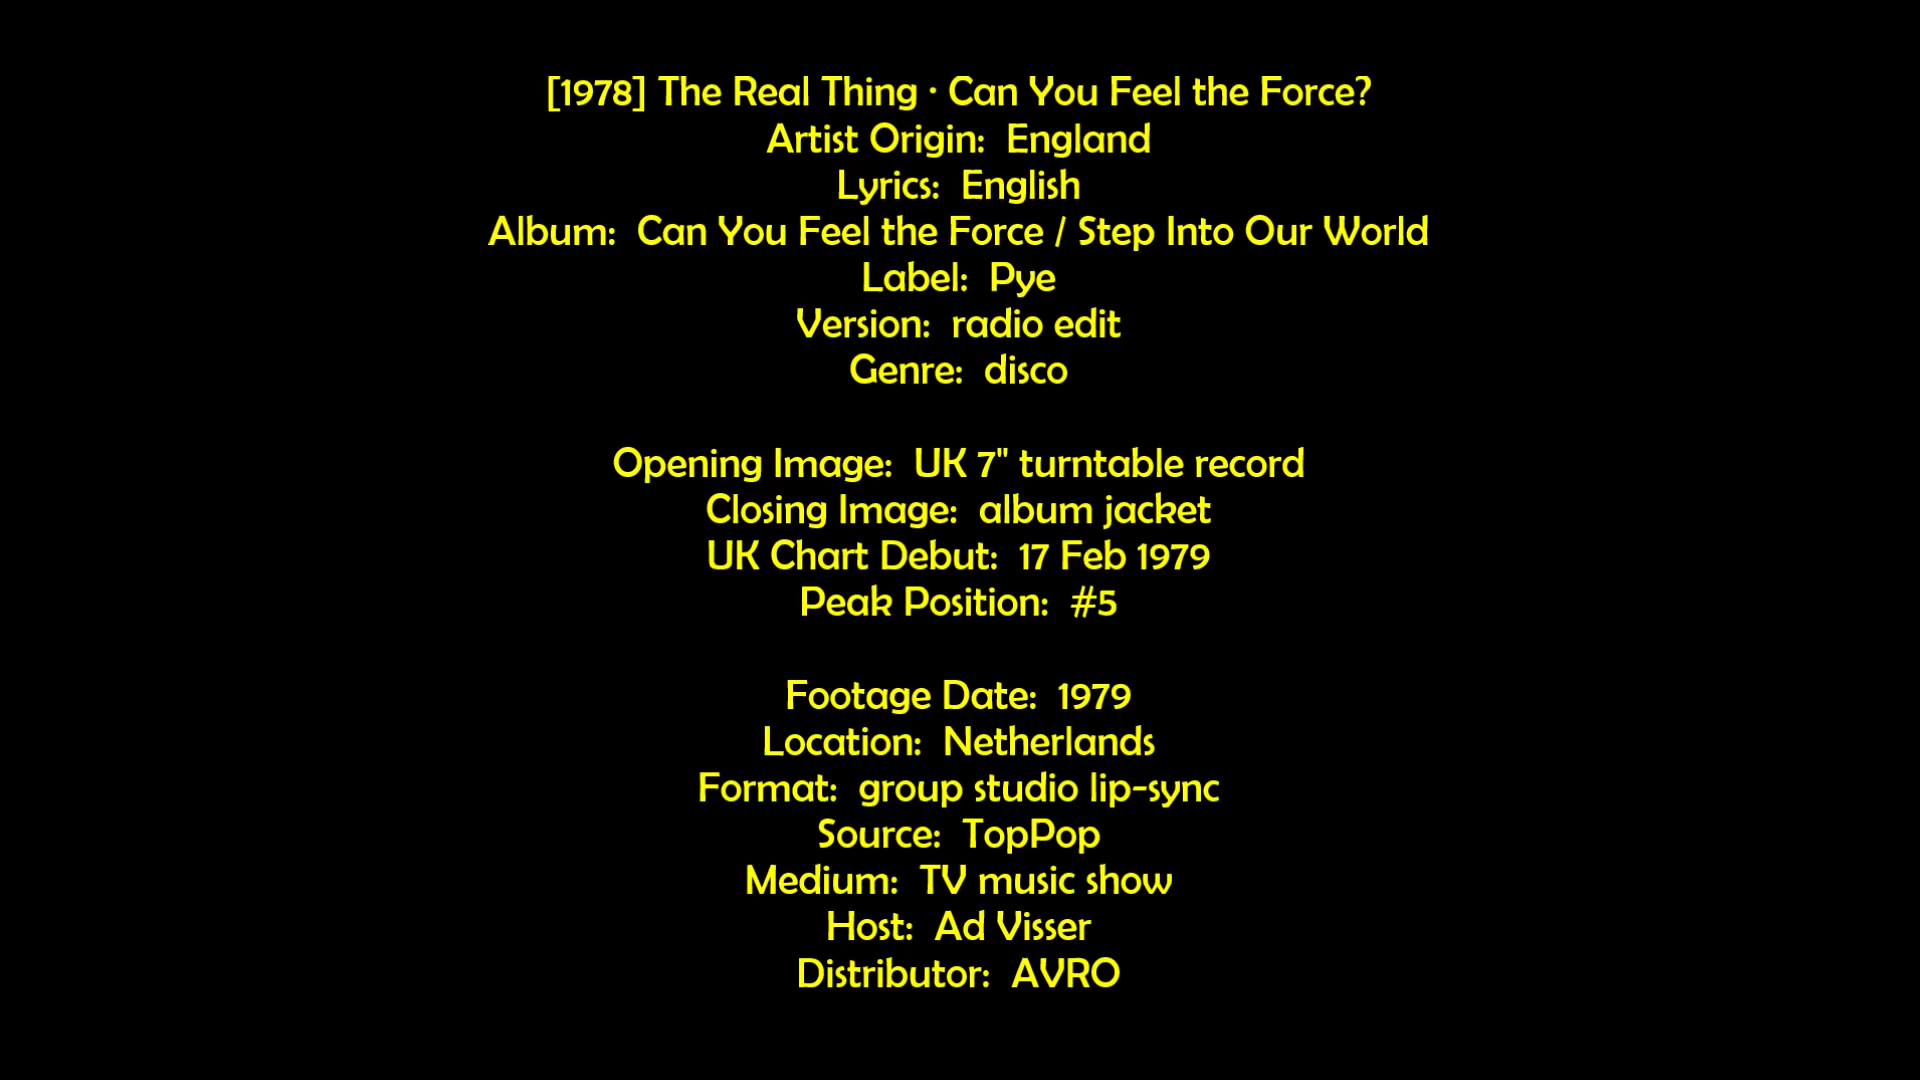 [1978] The Real Thing · Can You Feel the Force?
Artist Origin:  England
Lyrics:  English
Album:  Can You Feel the Force / Step Into Our World
Label:  Pye
Version:  radio edit
Genre:  disco
Opening Image:  UK 7" turntable record
Closing Image:  album jacket
UK Chart Debut:  17 Feb 1979
Peak Position:  #5
Footage Date:  1979
Location:  Netherlands
Format:  group studio lip-sync
Source:  TopPop
Medium:  TV music show
Host:  Ad Visser
Distributor:  AVRO